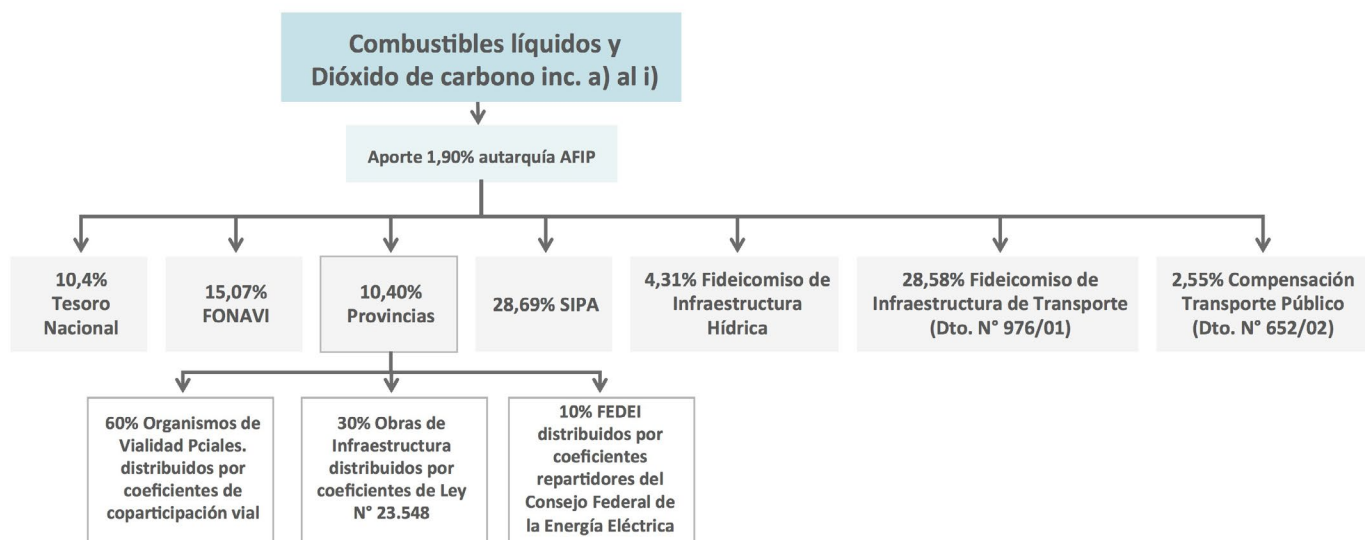 Combustibles líquidos y
Dióxido de carbono inc. a) al i)
Aporte 1,90% autarquía AFIP
10,4%
Tesoro
Nacional
15,07%
FONAVI
10,40%
Provincias
28,69% SIPA
4,31% Fideicomiso de
Infraestructura
Hídrica
28,58% Fideicomiso de
Infraestructura de Transporte
(Dto. N° 976/01)
2,55% Compensación
Transporte Público
(Dto. N° 652/02)
60% Organismos de
Vialidad Pciales.
distribuidos por
coeficientes de
coparticipación vial
30% Obras de
Infraestructura
distribuidos por
coeficientes de Ley
N° 23.548
10% FEDEI
distribuidos por
coeficientes
repartidores del
Consejo Federal de
la Energía Eléctrica